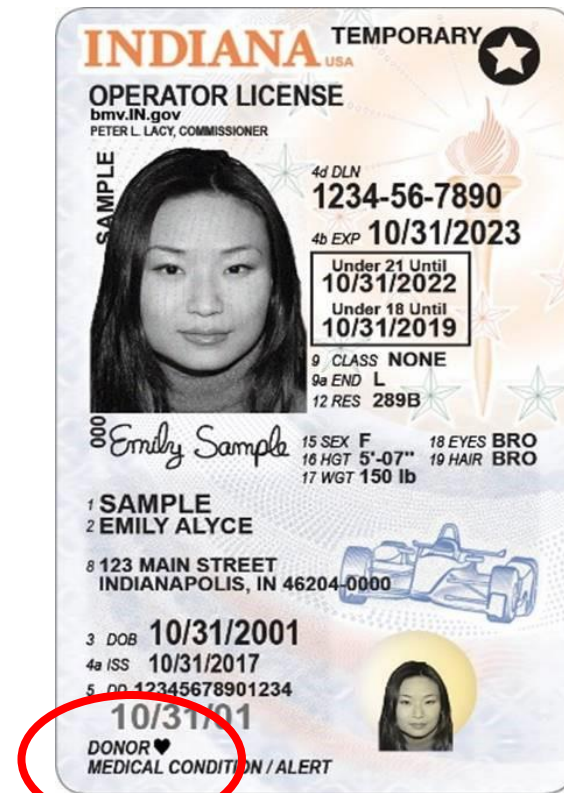 INDIANA USA TEMPORARY
OPERATOR LICENSE
bmv.IN.gov
PETER L. LACY, COMMISSIONER
SAMPLE
4d DLN
1234-56-7890
4b EXP 10/31/2023
Under 21 Until
10/31/2022
Under 18 Until
10/31/2019
9 CLASS NONE
9a END L
12 RES 289B
000
Emily Sample
15 SEX F 18 EYES BRO
16 HGT 5'-07" 19 HAIR BRO
17 WGT 150 lb
1 SAMPLE
2 EMILY ALYCE
8 123 MAIN STREET
INDIANAPOLIS, IN 46204-0000
3 DOB 10/31/2001
4a ISS 10/31/2017
5 DD 12345678901234
10/31/01
DONOR ♥
MEDICAL CONDITION / ALERT